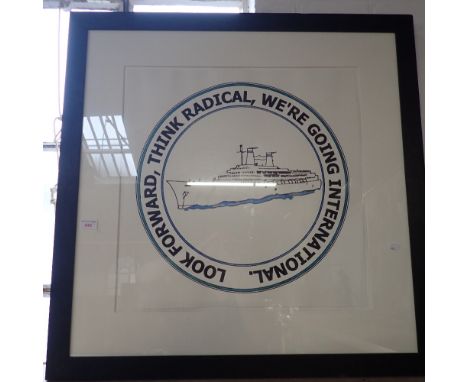 LOOK FORWARD, THINK RADICAL, WE'RE GOING INTERNATIONAL.